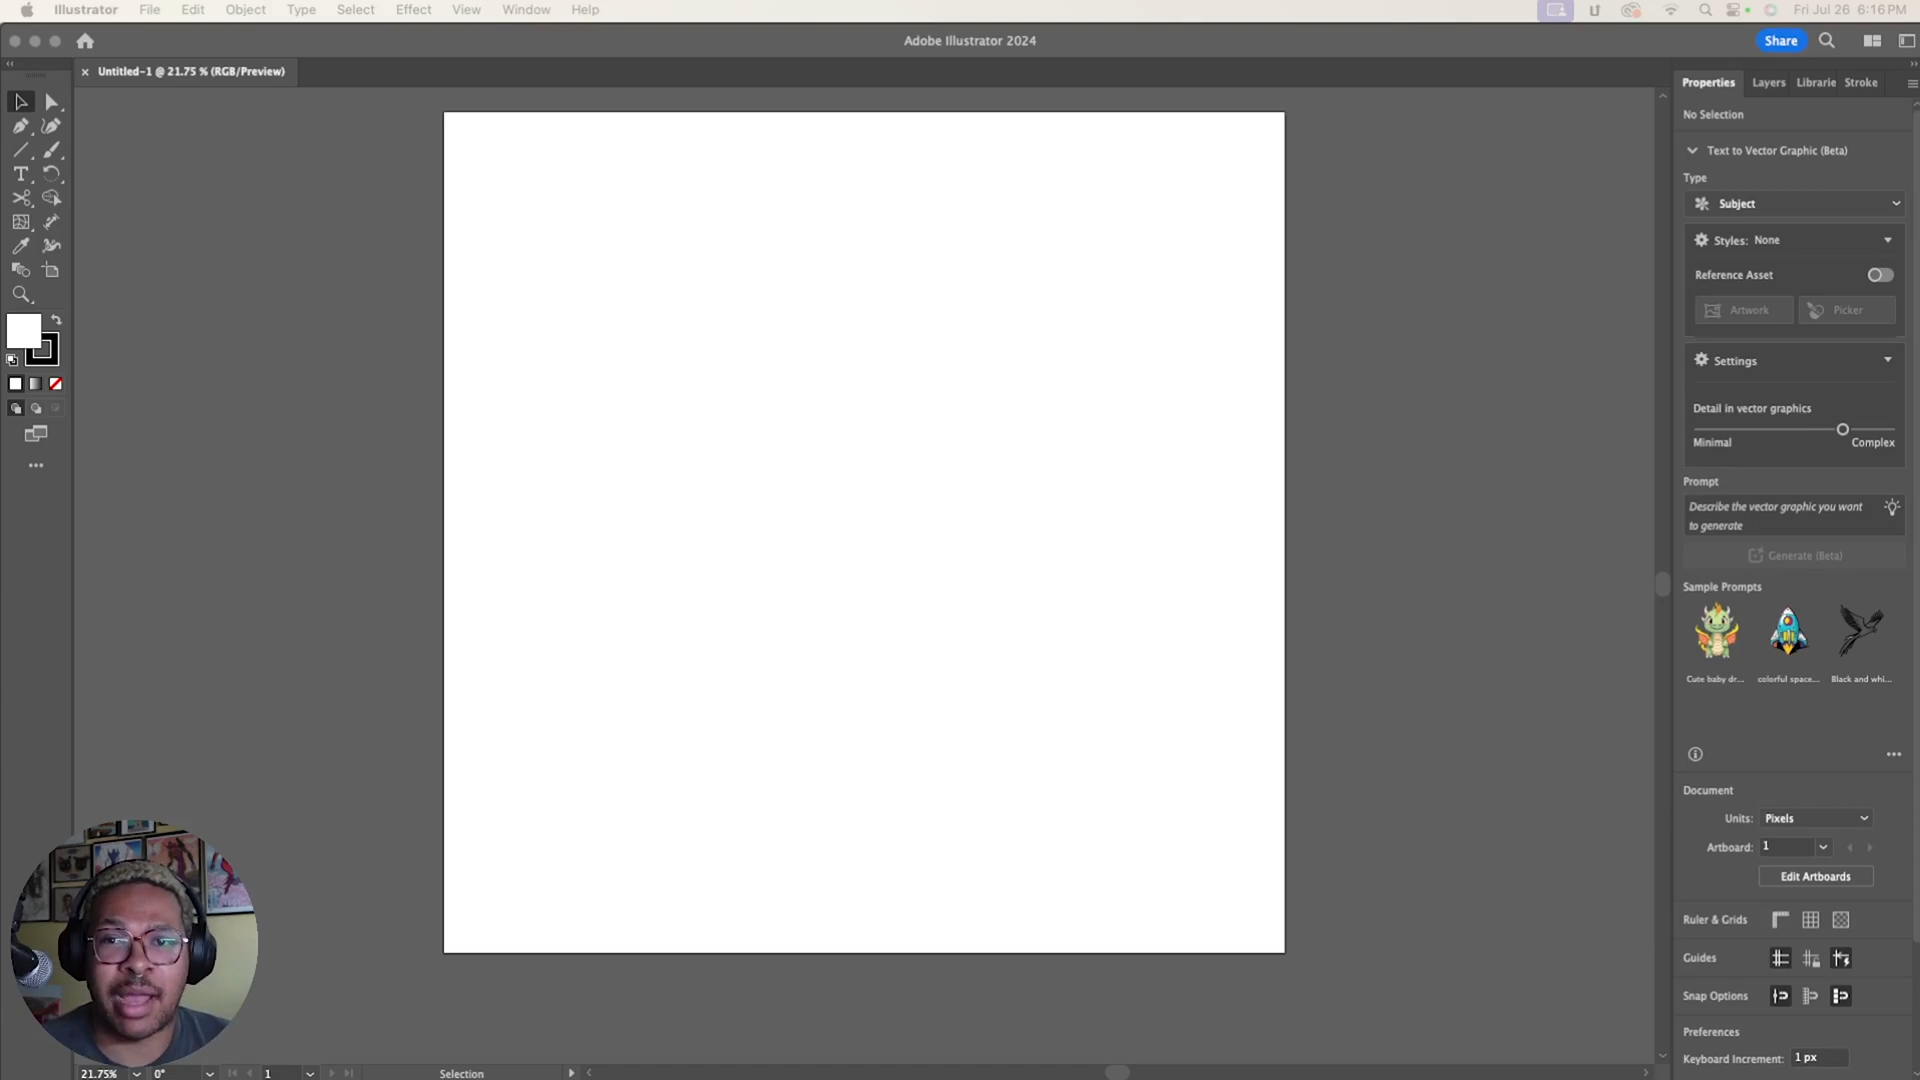 Illustrator File Edit Object Type Select Effect View Window Help Fri Jul 26 6:16 PM
Adobe Illustrator 2024 Share
Untitled-1 @ 21.75 % (RGB/Preview)
Properties Layers Librarie Stroke
No Selection
Text to Vector Graphic (Beta)
Type
Subject
Styles: None
Reference Asset
Artwork Picker
Settings
Detail in vector graphics
Minimal Complex
Prompt
Describe the vector graphic you want
to generate
Generate (Beta)
Sample Prompts
Cute baby dr... colorful space... Black and whi...
Document
Units: Pixels
Artboard: 1
Edit Artboards
Ruler & Grids
Guides
Snap Options
Preferences
Keyboard Increment: 1 px
21.75% 0° 1 Selection